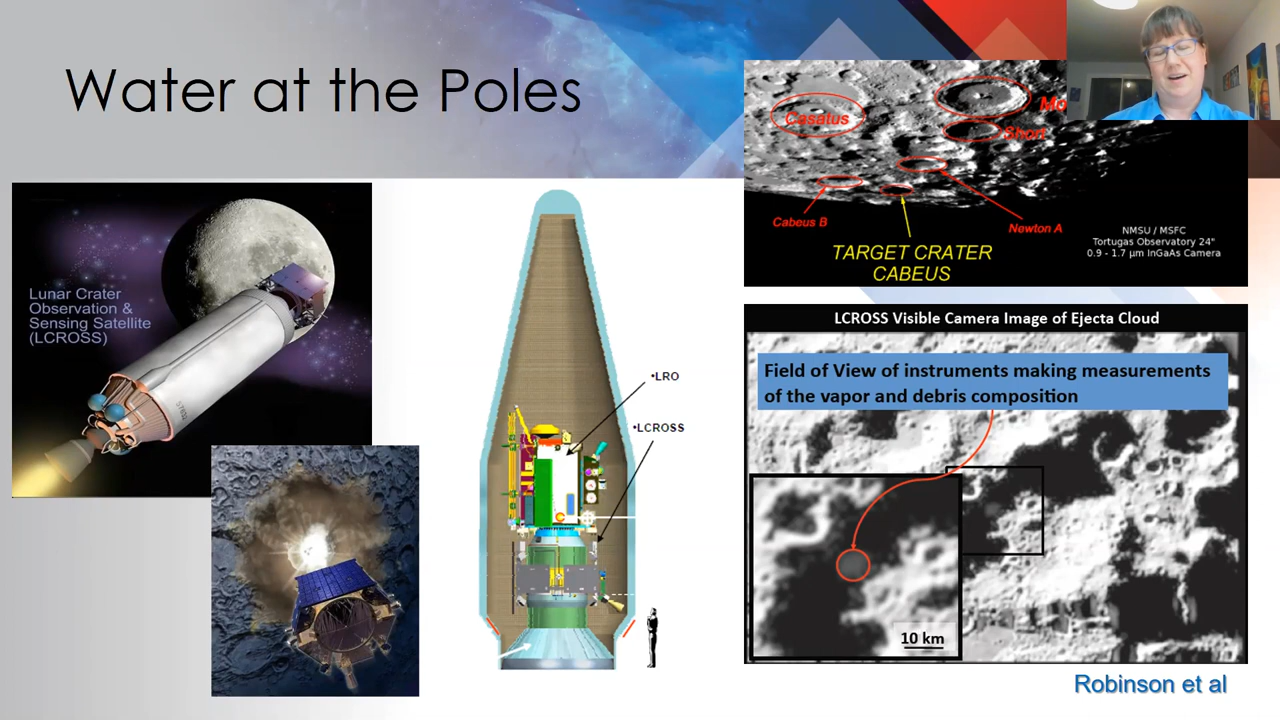 Water at the Poles
Lunar Crater
Observation &
Sensing Satellite
(LCROSS)
•LRO
•LCROSS
Casatus
Mo
Short
Cabeus B
Newton A
TARGET CRATER
CABEUS
NMSU / MSFC
Tortugas Observatory 24"
0.9 - 1.7 µm InGaAs Camera
LCROSS Visible Camera Image of Ejecta Cloud
Field of View of instruments making measurements
of the vapor and debris composition
10 km
Robinson et al